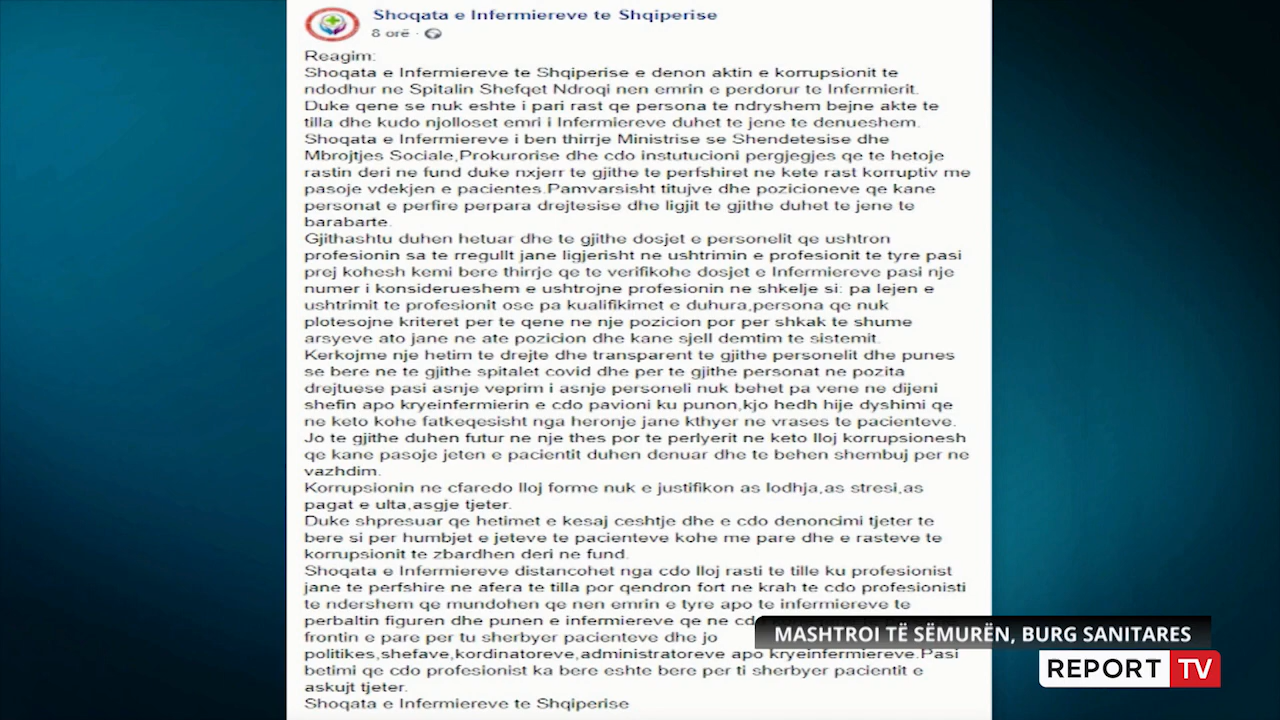 Shoqata e Infermiereve te Shqiperise
8 orë ·
Reagim:
Shoqata e Infermiereve te Shqiperise e denon aktin e korrupsionit te
ndodhur ne Spitalin Shefqet Ndroqi nen emrin e perdorur te Infermierit.
Duke qene se nuk eshte i pari rast qe persona te ndryshem bejne akte te
tilla dhe kudo njolloset emri i Infermiereve duhet te jene te denueshem.
Shoqata e Infermiereve i ben thirrje Ministrise se Shendetesise dhe
Mbrojtjes Sociale,Prokurorise dhe cdo instutucioni pergjegjes qe te hetoje
rastin deri ne fund duke nxjerr te gjithe te perfshiret ne kete rast korruptiv me
pasoje vdekjen e pacientes.Pamvarsisht titujve dhe pozicioneve qe kane
personat e perfire perpara drejtesise dhe ligjit te gjithe duhet te jene te
barabarte.
Gjithashtu duhen hetuar dhe te gjithe dosjet e personelit qe ushtron
profesionin sa te rregullt jane ligjerisht ne ushtrimin e profesionit te tyre pasi
prej kohesh kemi bere thirrje qe te verifikohe dosjet e Infermiereve pasi nje
numer i konsiderueshem e ushtrojne profesionin ne shkelje si: pa lejen e
ushtrimit te profesionit ose pa kualifikimet e duhura,persona qe nuk
plotesojne kriteret per te qene ne nje pozicion por per shkak te shume
arsyeve ato jane ne ate pozicion dhe kane sjell demtim te sistemit.
Kerkojme nje hetim te drejte dhe transparent te gjithe personelit dhe punes
se bere ne te gjithe spitalet covid dhe per te gjithe personat ne pozita
drejtuese pasi asnje veprim i asnje personeli nuk behet pa vene ne dijeni
shefin apo kryeinfermierin e cdo pavioni ku punon,kjo hedh hije dyshimi qe
ne keto kohe fatkeqesisht nga heronje jane kthyer ne vrases te pacienteve.
Jo te gjithe duhen futur ne nje thes por te perlyerit ne keto lloj korrupsionesh
qe kane pasoje jeten e pacientit duhen denuar dhe te behen shembuj per ne
vazhdim.
Korrupsionin ne cfaredo lloj forme nuk e justifikon as lodhja,as stresi,as
pagat e ulta,asgje tjeter.
Duke shpresuar qe hetimet e kesaj ceshtje dhe e cdo denoncimi tjeter te
bere si per humbjet e jeteve te pacienteve kohe me pare dhe e rasteve te
korrupsionit te zbardhen deri ne fund.
Shoqata e Infermiereve distancohet nga cdo lloj rasti te tille ku profesionist
jane te perfshire ne afera te tilla por qendron fort ne krah te cdo profesionisti
te ndershem qe mundohen qe nen emrin e tyre apo te infermiereve te
perbaltin figuren dhe punen e infermiereve qe ne
frontin e pare per tu sherbyer pacienteve dhe jo
politikes,shefave,kordinatoreve,administratoreve apo kryeinfermiereve.Pasi
betimi qe cdo profesionist ka bere eshte bere per ti sherbyer pacientit e
askujt tjeter.
Shoqata e Infermiereve te Shqiperise
MASHTROI TË SËMURËN, BURG SANITARES
REPORT TV